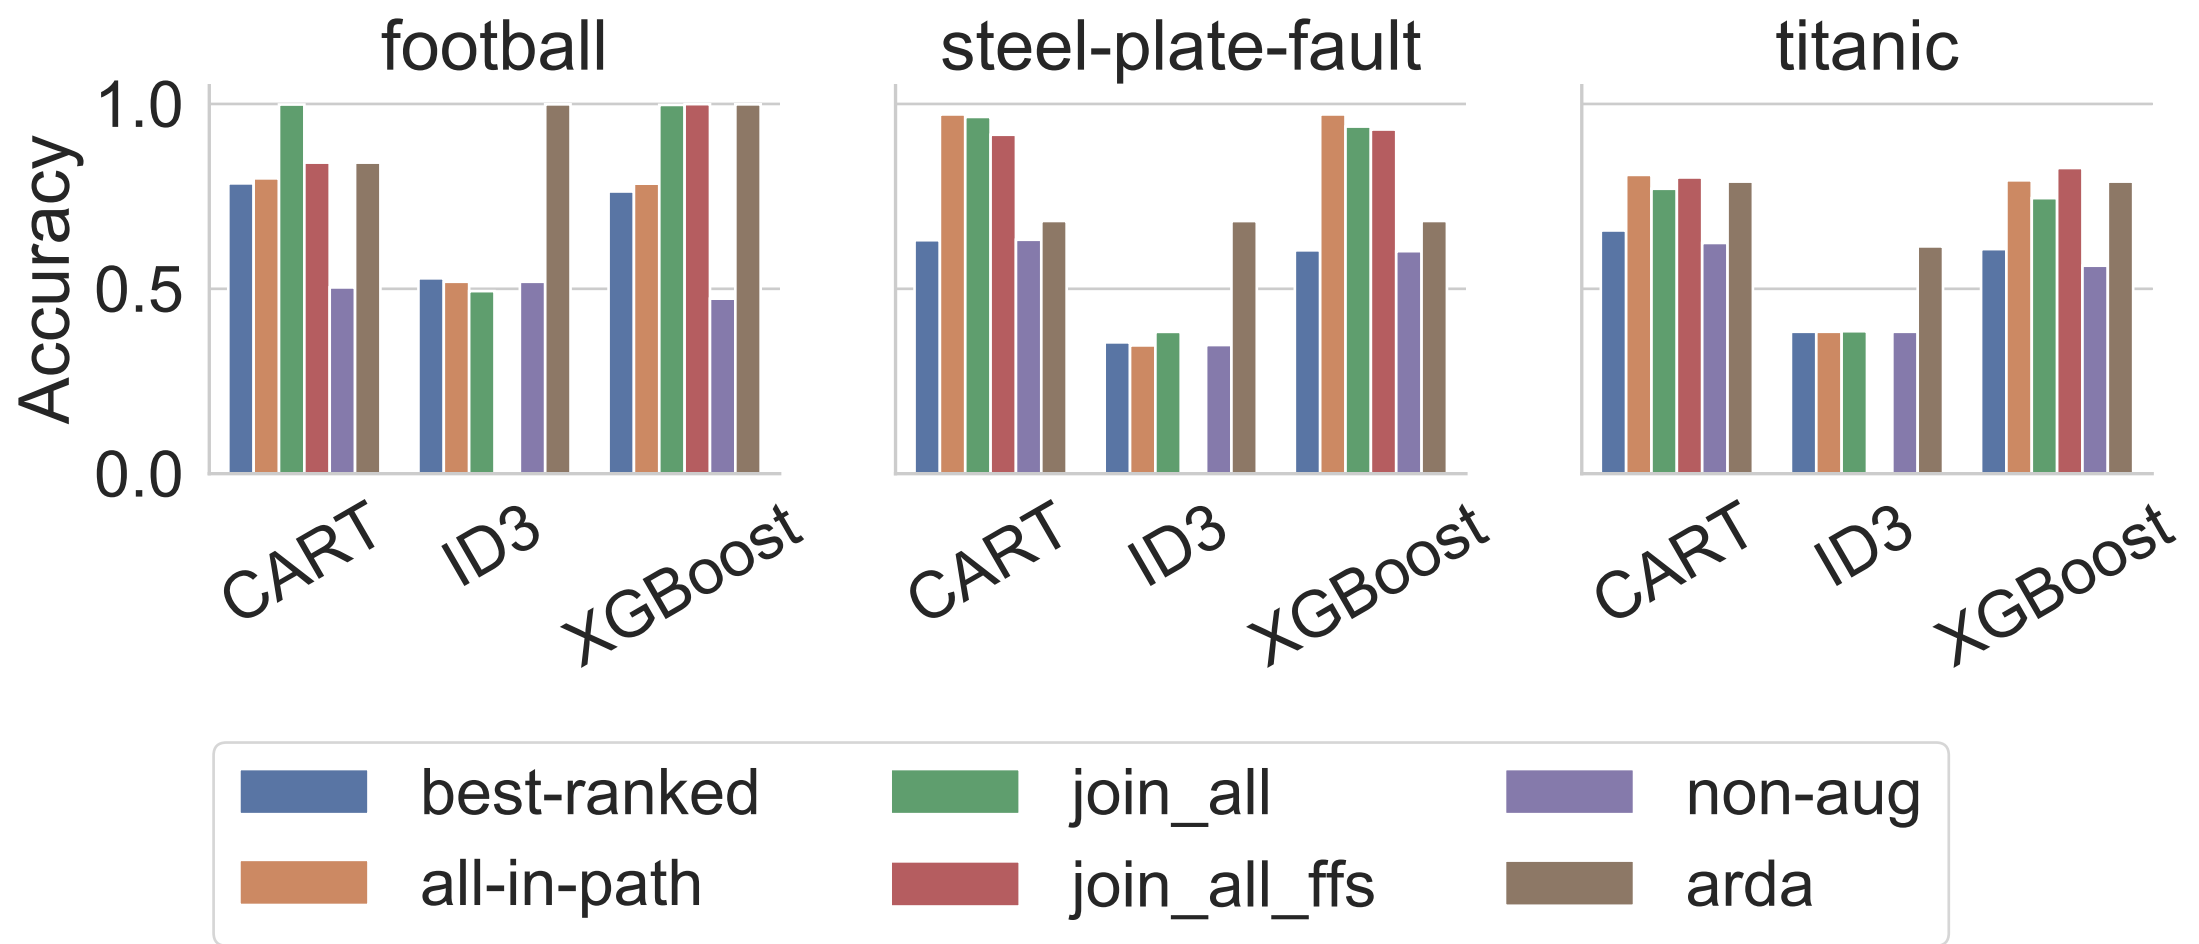 football
steel-plate-fault
titanic
Accuracy
1.0
0.5
0.0
CART
ID3
XGBoost
CART
ID3
XGBoost
CART
ID3
XGBoost
best-ranked
join_all
non-aug
all-in-path
join_all_ffs
arda